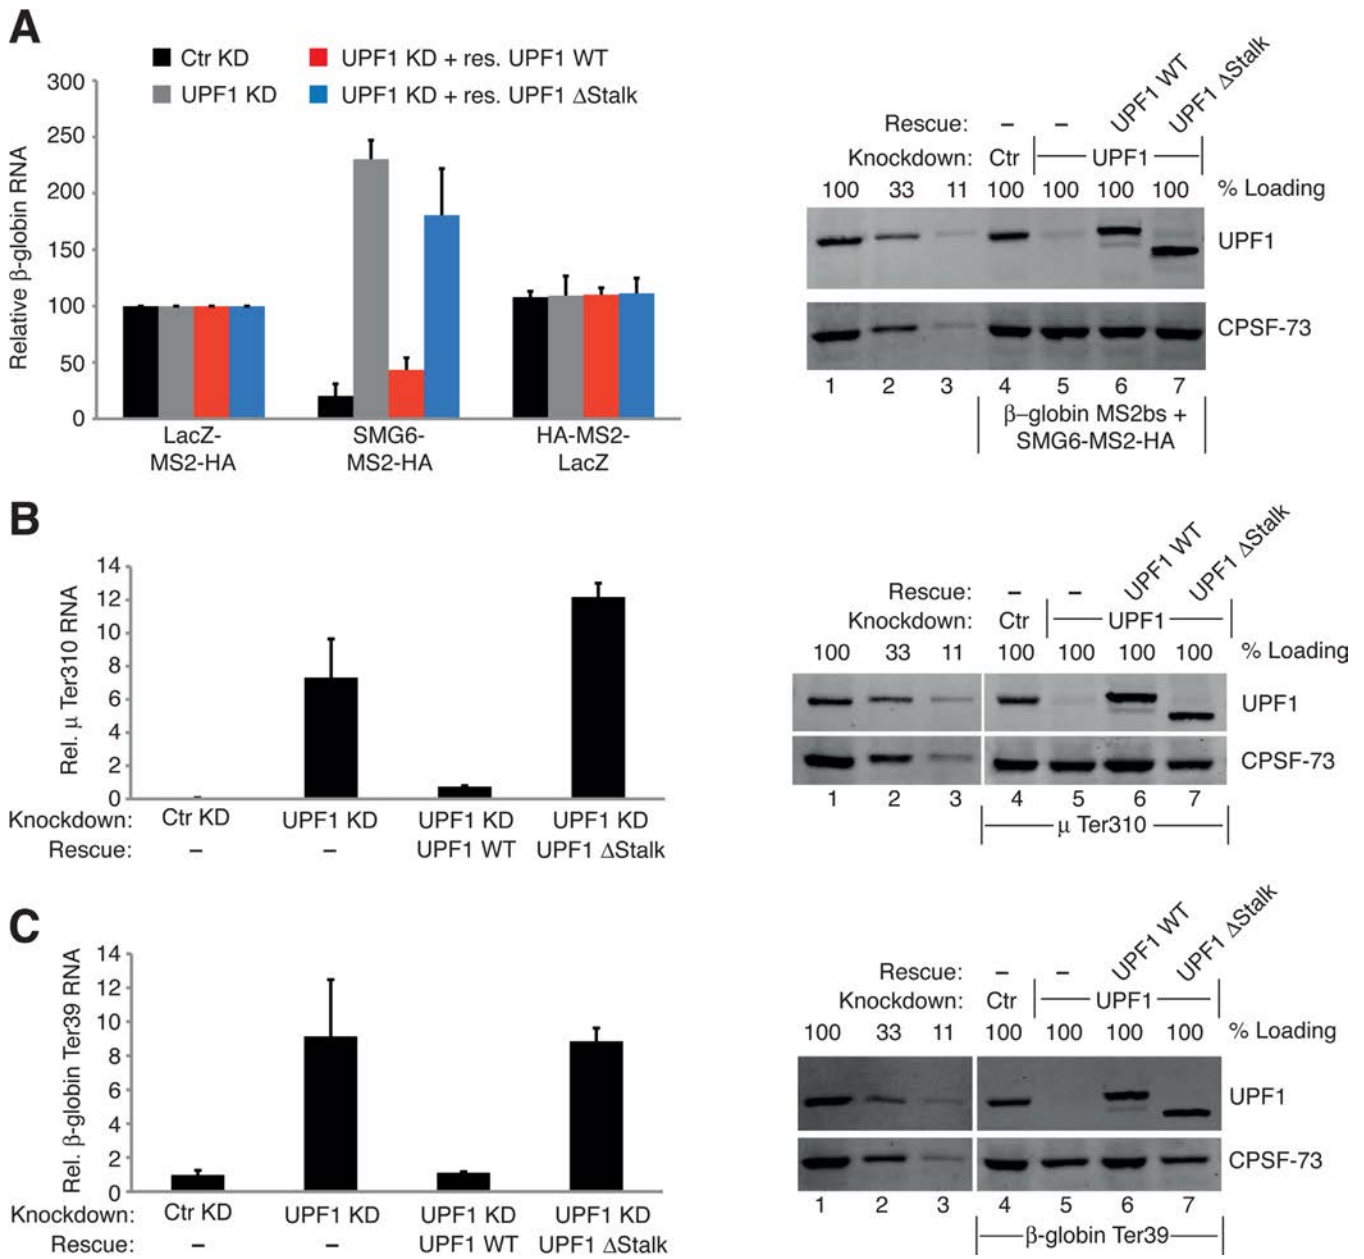 A
Ctr KD
UPF1 KD + res. UPF1 WT
UPF1 KD
UPF1 KD + res. UPF1 ΔStalk
Relative β-globin RNA
300
250
200
150
100
50
0
LacZ-
MS2-HA
SMG6-
MS2-HA
HA-MS2-
LacZ
UPF1 WT
UPF1 ΔStalk
Rescue: – –
Knockdown: Ctr UPF1
100 33 11 100 100 100 100 % Loading
UPF1
CPSF-73
1 2 3 4 5 6 7
β–globin MS2bs +
SMG6-MS2-HA
B
Rel. μ Ter310 RNA
14
12
10
8
6
4
2
0
Knockdown: Ctr KD UPF1 KD UPF1 KD UPF1 KD
Rescue: – – UPF1 WT UPF1 ΔStalk
UPF1 WT
UPF1 ΔStalk
Rescue: – –
Knockdown: Ctr UPF1
100 33 11 100 100 100 100 % Loading
UPF1
CPSF-73
1 2 3 4 5 6 7
μ Ter310
C
Rel. β-globin Ter39 RNA
14
12
10
8
6
4
2
0
Knockdown: Ctr KD UPF1 KD UPF1 KD UPF1 KD
Rescue: – – UPF1 WT UPF1 ΔStalk
UPF1 WT
UPF1 ΔStalk
Rescue: – –
Knockdown: Ctr UPF1
100 33 11 100 100 100 100 % Loading
UPF1
CPSF-73
1 2 3 4 5 6 7
β-globin Ter39